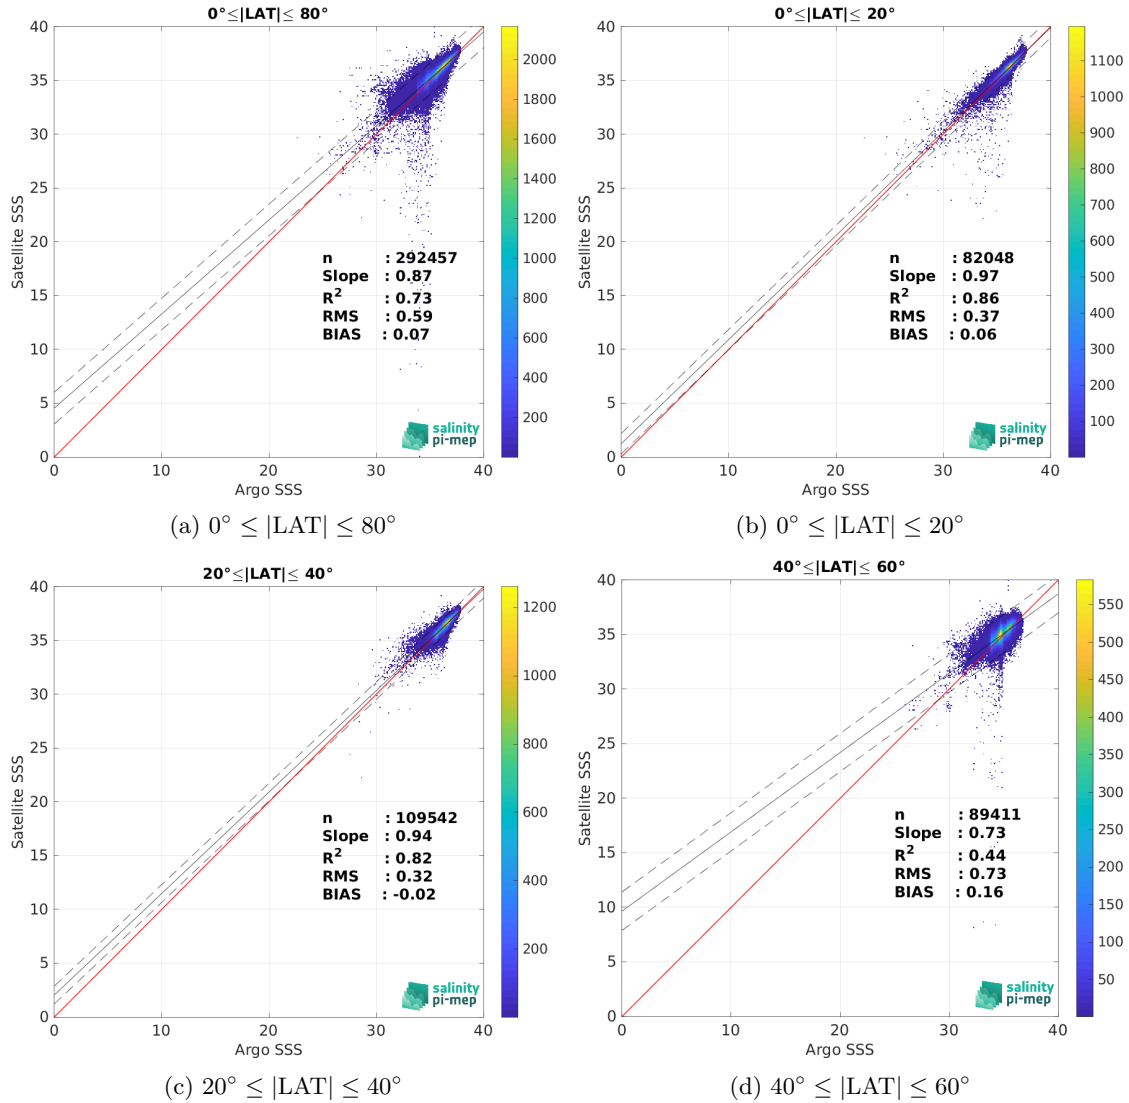 0°≤|LAT|≤ 80°
40
35
30
25
20
15
10
5
0
0
10
20
30
40
Satellite SSS
Argo SSS
n : 292457
Slope : 0.87
R² : 0.73
RMS : 0.59
BIAS : 0.07
salinity
pi-mep
2000
1800
1600
1400
1200
1000
800
600
400
200
(a) 0° ≤ |LAT| ≤ 80°
0°≤|LAT|≤ 20°
40
35
30
25
20
15
10
5
0
0
10
20
30
40
Satellite SSS
Argo SSS
n : 82048
Slope : 0.97
R² : 0.86
RMS : 0.37
BIAS : 0.06
salinity
pi-mep
1100
1000
900
800
700
600
500
400
300
200
100
(b) 0° ≤ |LAT| ≤ 20°
20°≤|LAT|≤ 40°
40
35
30
25
20
15
10
5
0
0
10
20
30
40
Satellite SSS
Argo SSS
n : 109542
Slope : 0.94
R² : 0.82
RMS : 0.32
BIAS : -0.02
salinity
pi-mep
1200
1000
800
600
400
200
(c) 20° ≤ |LAT| ≤ 40°
40°≤|LAT|≤ 60°
40
35
30
25
20
15
10
5
0
0
10
20
30
40
Satellite SSS
Argo SSS
n : 89411
Slope : 0.73
R² : 0.44
RMS : 0.73
BIAS : 0.16
salinity
pi-mep
550
500
450
400
350
300
250
200
150
100
50
(d) 40° ≤ |LAT| ≤ 60°